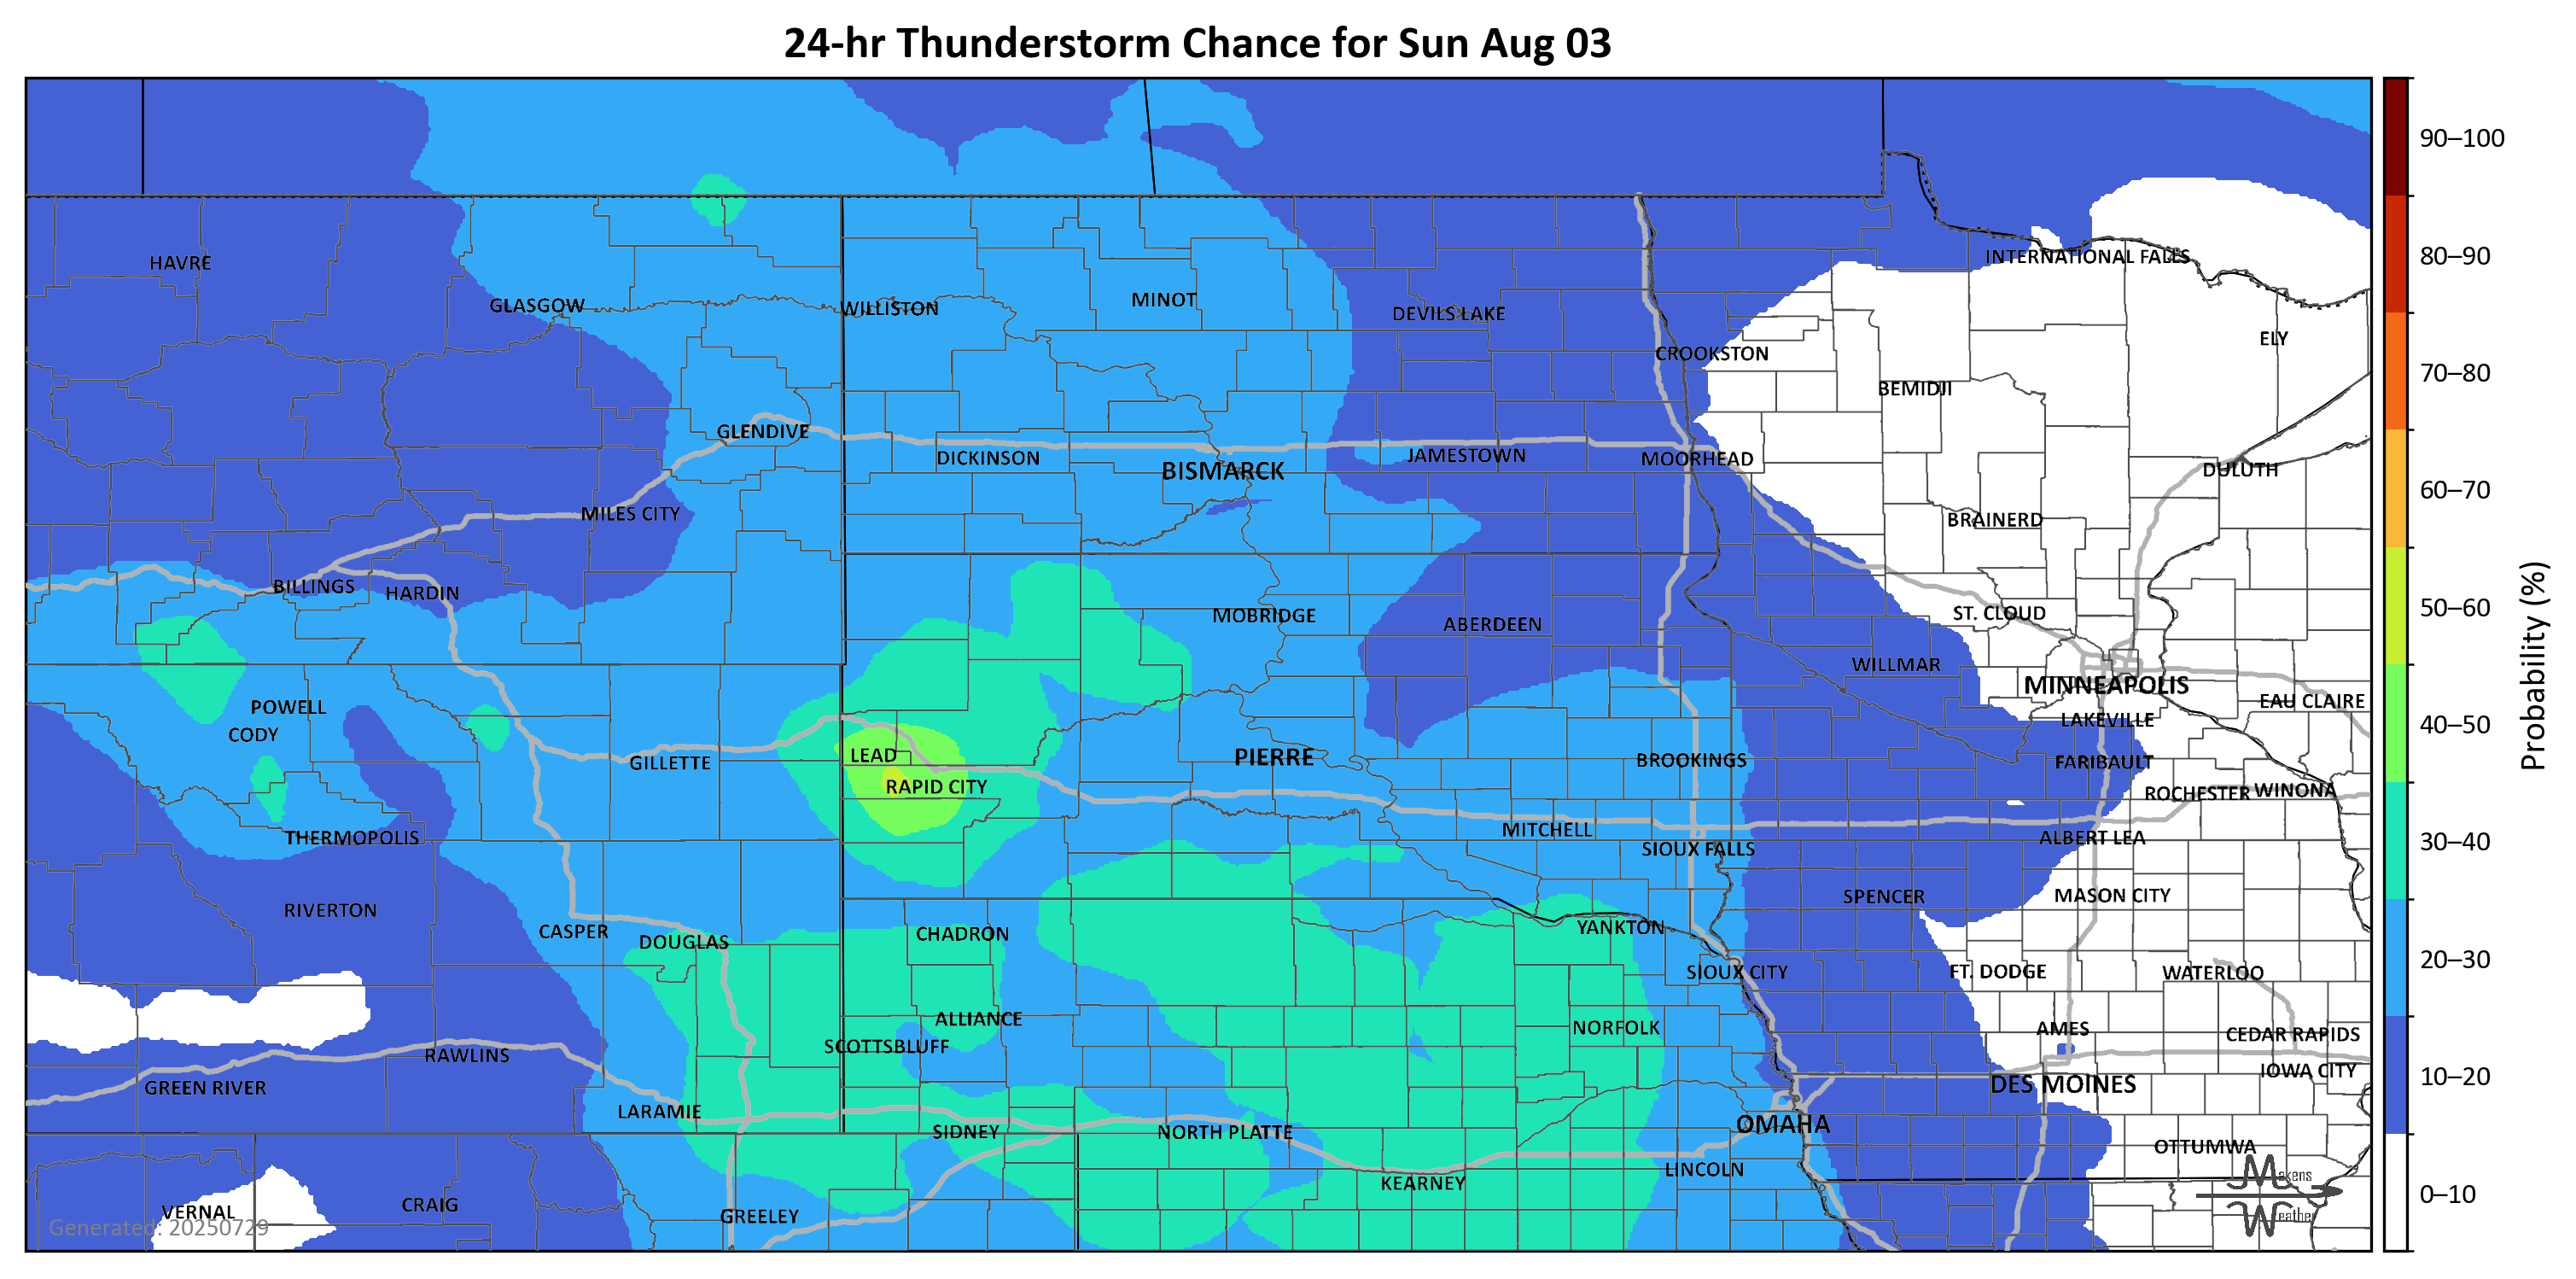 24-hr Thunderstorm Chance for Sun Aug 03
90–100
80–90
70–80
60–70
50–60
40–50
30–40
20–30
10–20
0–10
Probability (%)
HAVRE
INTERNATIONAL FALLS
GLASGOW
WILLISTON
MINOT
DEVILS LAKE
ELY
CROOKSTON
BEMIDJI
GLENDIVE
DICKINSON
BISMARCK
JAMESTOWN
MOORHEAD
DULUTH
MILES CITY
BRAINERD
BILLINGS
HARDIN
MOBRIDGE
ABERDEEN
ST. CLOUD
WILLMAR
MINNEAPOLIS
EAU CLAIRE
POWELL
CODY
LAKEVILLE
GILLETTE
LEAD
PIERRE
BROOKINGS
FARIBAULT
RAPID CITY
ROCHESTER
WINONA
THERMOPOLIS
MITCHELL
SIOUX FALLS
ALBERT LEA
RIVERTON
SPENCER
MASON CITY
CASPER
DOUGLAS
CHADRON
YANKTON
SIOUX CITY
FT. DODGE
WATERLOO
ALLIANCE
NORFOLK
AMES
CEDAR RAPIDS
SCOTTSBLUFF
RAWLINS
GREEN RIVER
DES MOINES
IOWA CITY
LARAMIE
SIDNEY
NORTH PLATTE
OMAHA
OTTUMWA
LINCOLN
KEARNEY
VERNAL
CRAIG
GREELEY
Makens
Weather
Generated: 20250729